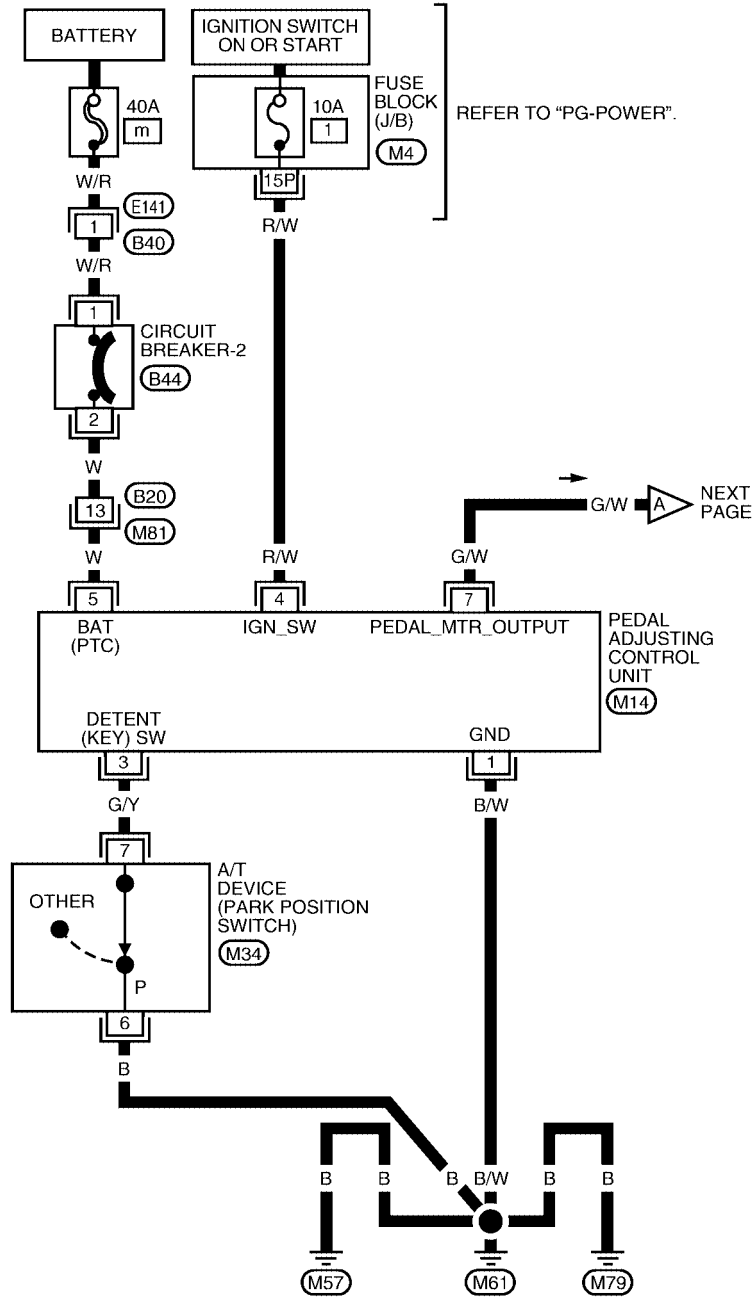 BATTERY
IGNITION SWITCH
ON OR START
40A
m
10A
1
FUSE
BLOCK
(J/B)
M4
REFER TO “PG-POWER”.
15P
W/R
R/W
E141
1
B40
W/R
1
CIRCUIT
BREAKER-2
B44
2
W
B20
13
M81
W
R/W
G/W
G/W
A
NEXT
PAGE
5
4
7
BAT
(PTC)
IGN_SW
PEDAL_MTR_OUTPUT
PEDAL
ADJUSTING
CONTROL
UNIT
M14
DETENT
(KEY) SW
GND
3
1
G/Y
B/W
7
A/T
DEVICE
(PARK POSITION
SWITCH)
M34
OTHER
P
6
B
B
B
B
B/W
B
B
M57
M61
M79